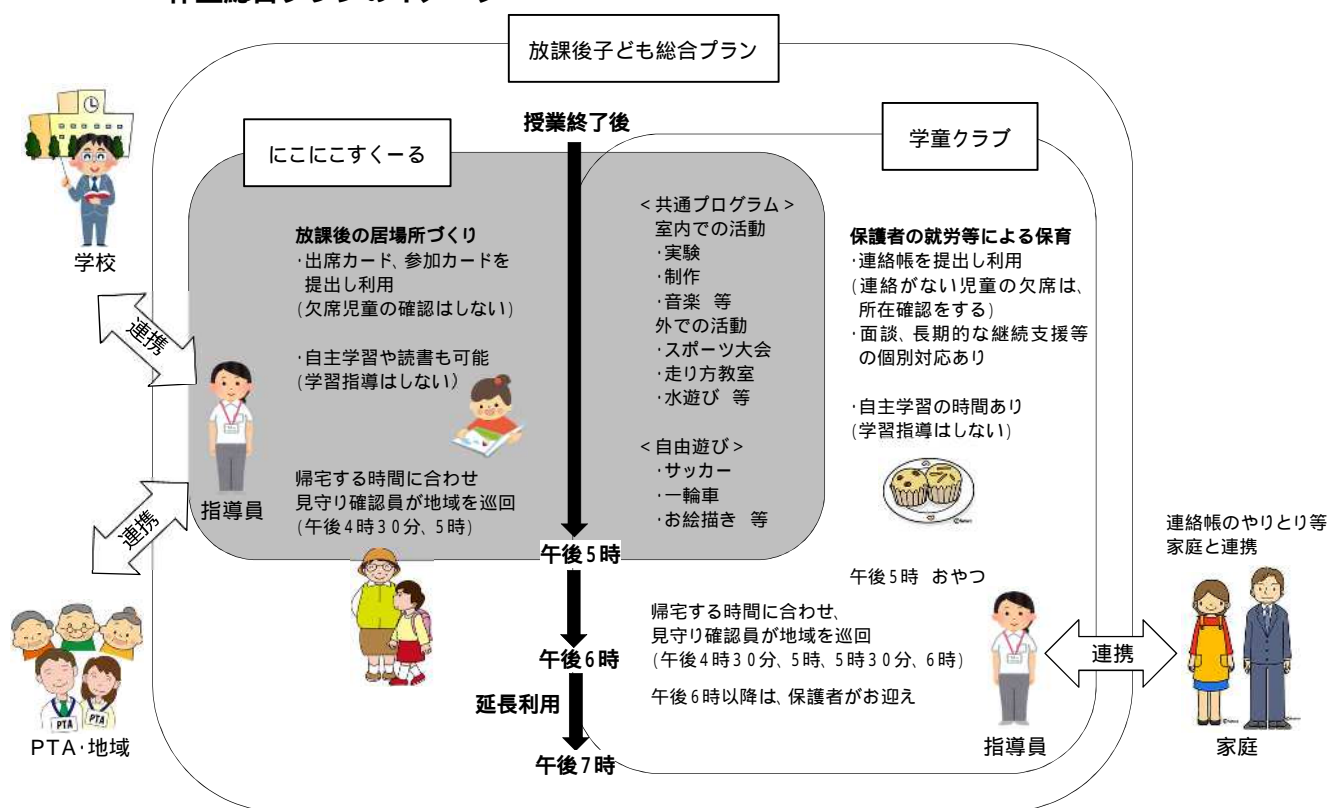 放課後子ども総合プラン
授業終了後
にこにこすくーる
学童クラブ
学校
連携
放課後の居場所づくり
･出席カード、参加カードを
提出し利用
(欠席児童の確認はしない)
･自主学習や読書も可能
(学習指導はしない)
指導員
帰宅する時間に合わせ
見守り確認員が地域を巡回
(午後4時30分、5時)
<共通プログラム>
室内での活動
･実験
･制作
･音楽 等
外での活動
･スポーツ大会
･走り方教室
･水遊び 等
<自由遊び>
･サッカー
･一輪車
･お絵描き 等
保護者の就労等による保育
･連絡帳を提出し利用
(連絡がない児童の欠席は、
所在確認をする)
･面談、長期的な継続支援等
の個別対応あり
･自主学習の時間あり
(学習指導はしない)
連携
PTA
PTA
PTA･地域
午後5時
午後5時 おやつ
帰宅する時間に合わせ、
見守り確認員が地域を巡回
(午後4時30分、5時、5時30分、6時)
午後6時以降は、保護者がお迎え
午後6時
延長利用
午後7時
指導員
連携
連絡帳のやりとり等
家庭と連携
家庭